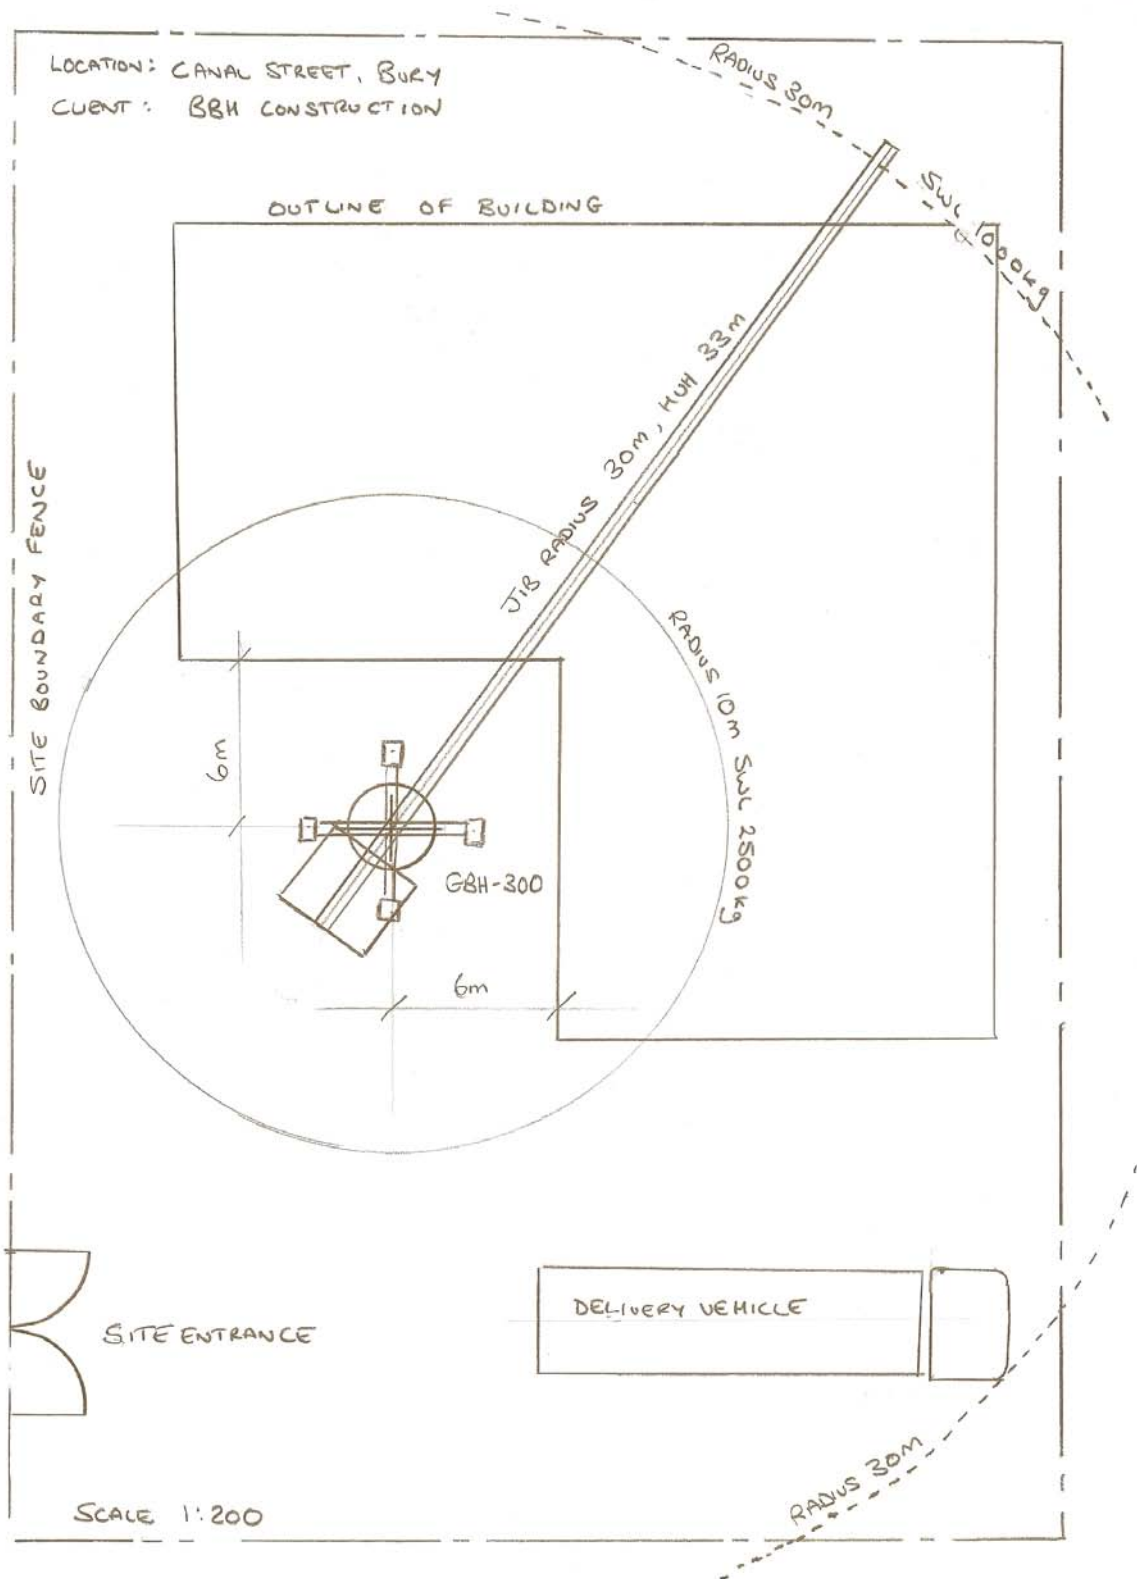 LOCATION: CANAL STREET, BURY
CLIENT: BBH CONSTRUCTION
RADIUS 30m
SWL 1000kg
OUTLINE OF BUILDING
JIB RADIUS 30m, HUH 33m
SITE BOUNDARY FENCE
RADIUS 10m SWL 2500kg
6m
GBH-300
6m
DELIVERY VEHICLE
SITE ENTRANCE
RADIUS 30m
SCALE 1:200